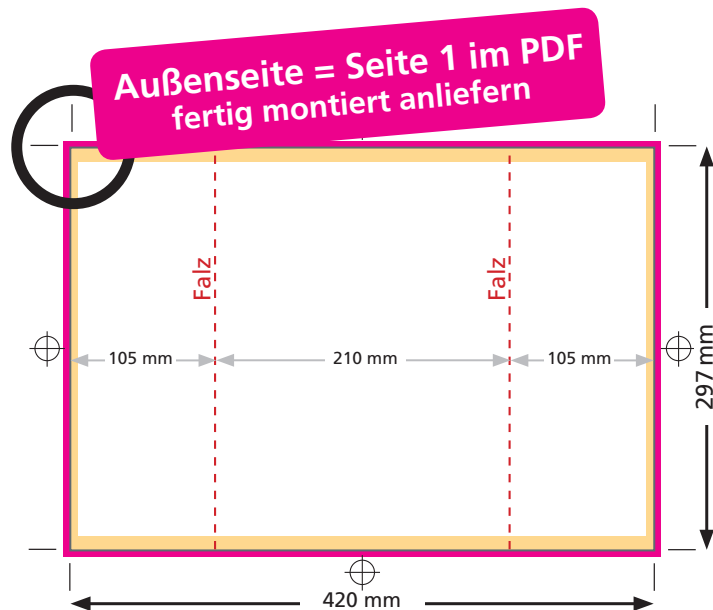 Außenseite = Seite 1 im PDF
fertig montiert anliefern
Falz
Falz
105 mm
210 mm
105 mm
297 mm
420 mm